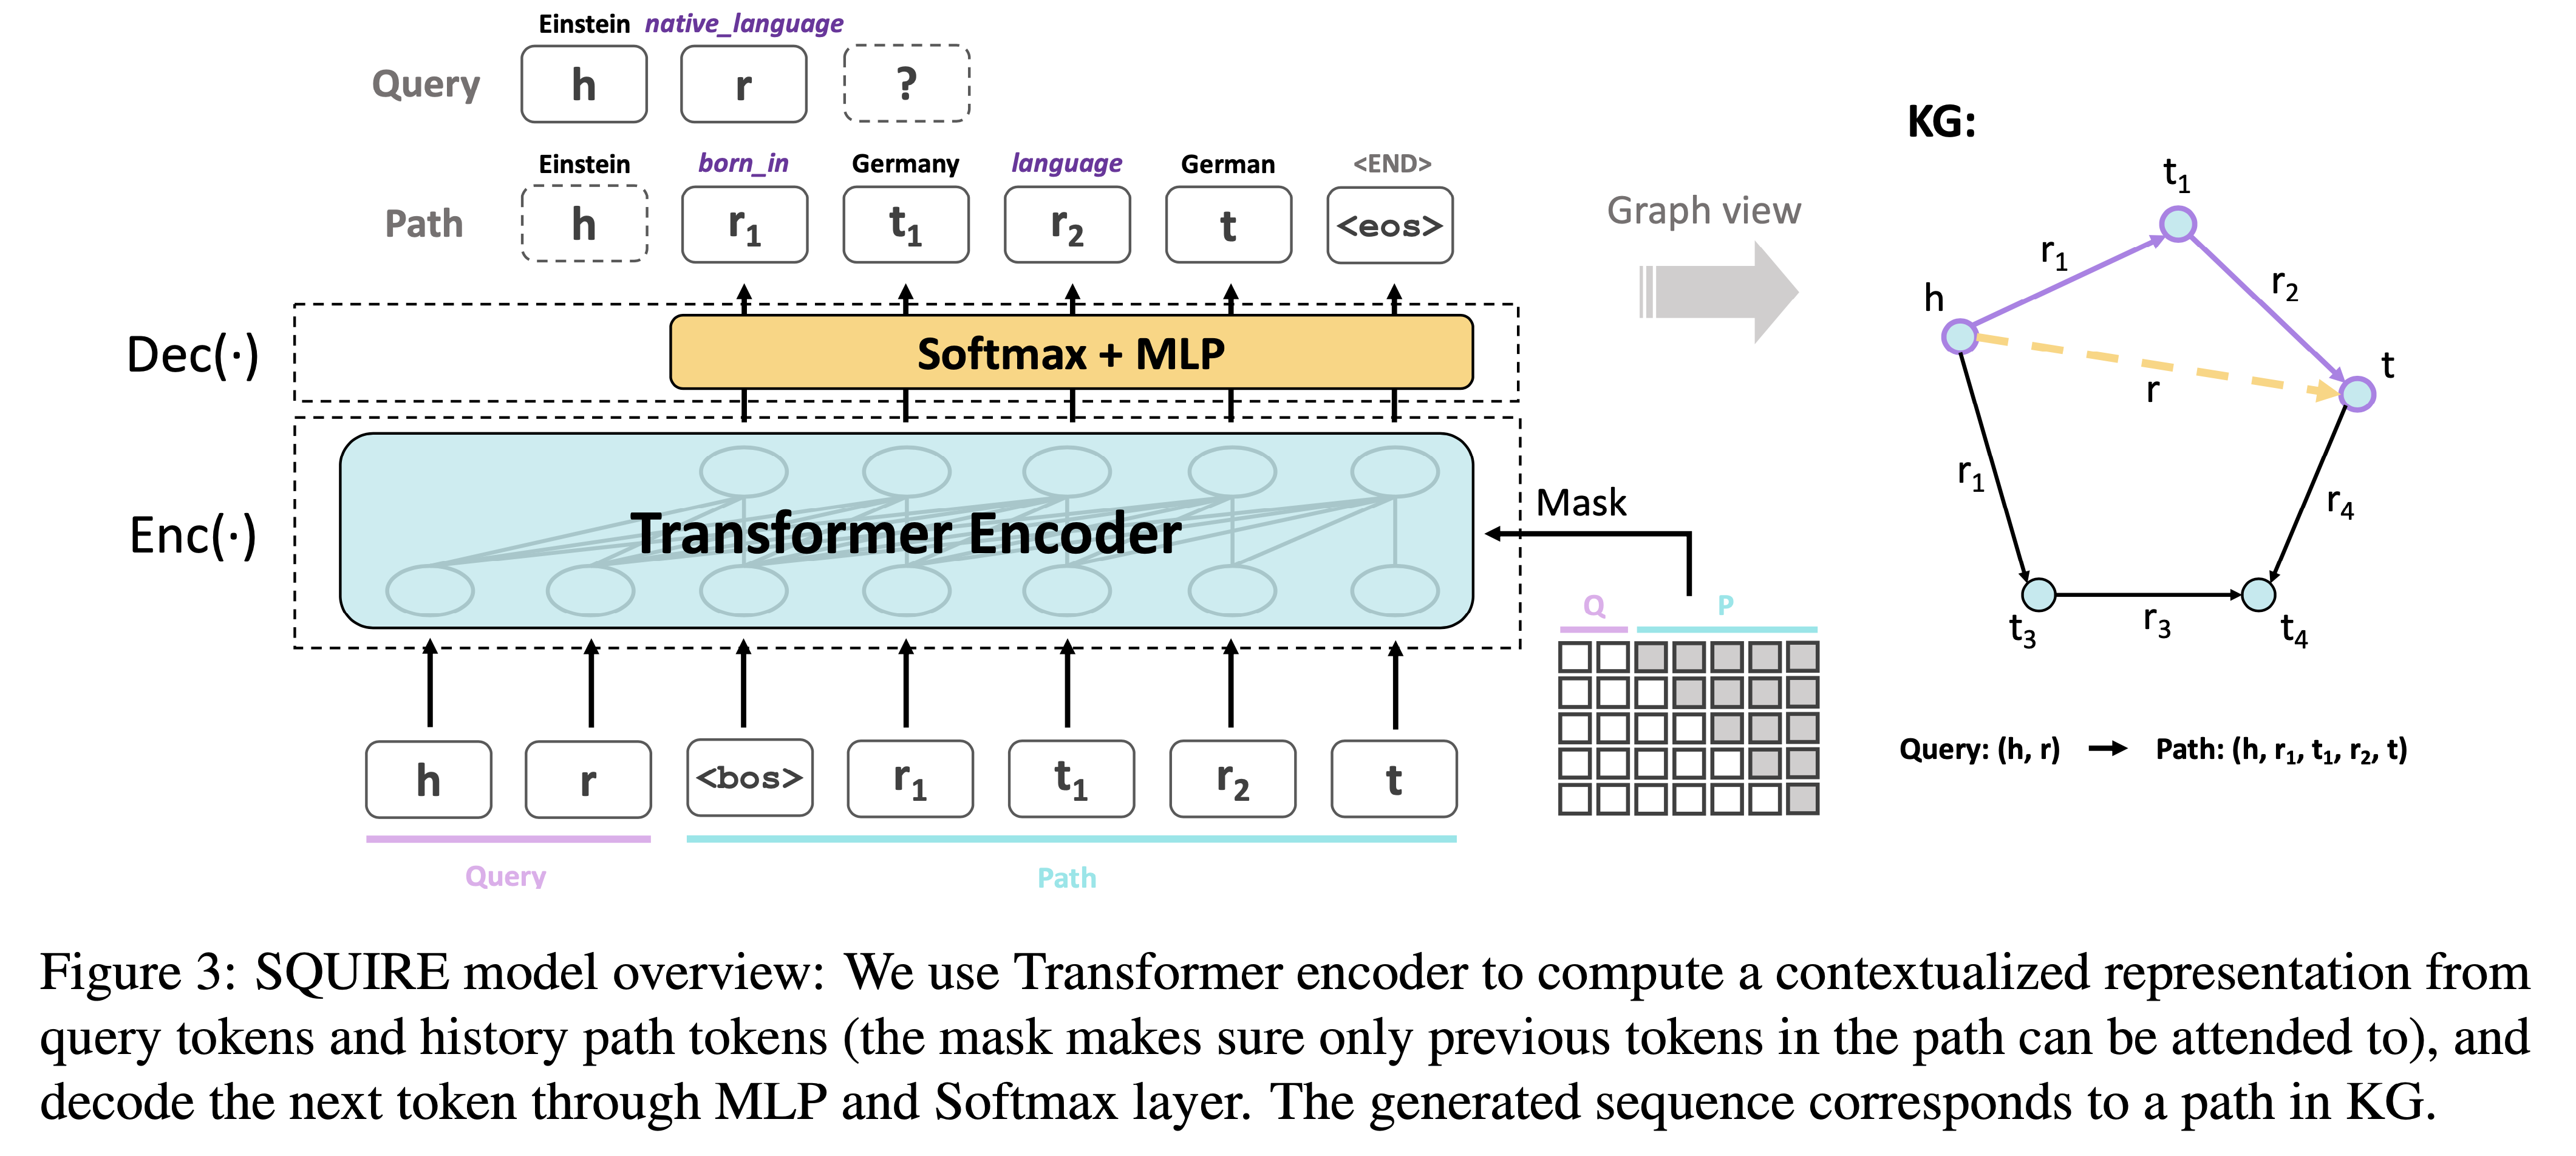 Einstein native_language
Query h r ?
Einstein born_in Germany language German <END>
Path h r₁ t₁ r₂ t <eos>
Dec(·) Softmax + MLP
Enc(·) Transformer Encoder
Mask
Q P
h r <bos> r₁ t₁ r₂ t
Query Path
Graph view
KG:
t₁
r₁
r₂
h
t
r
r₁
r₄
t₃
r₃
t₄
Query: (h, r) → Path: (h, r₁, t₁, r₂, t)
Figure 3: SQUIRE model overview: We use Transformer encoder to compute a contextualized representation from
query tokens and history path tokens (the mask makes sure only previous tokens in the path can be attended to), and
decode the next token through MLP and Softmax layer. The generated sequence corresponds to a path in KG.